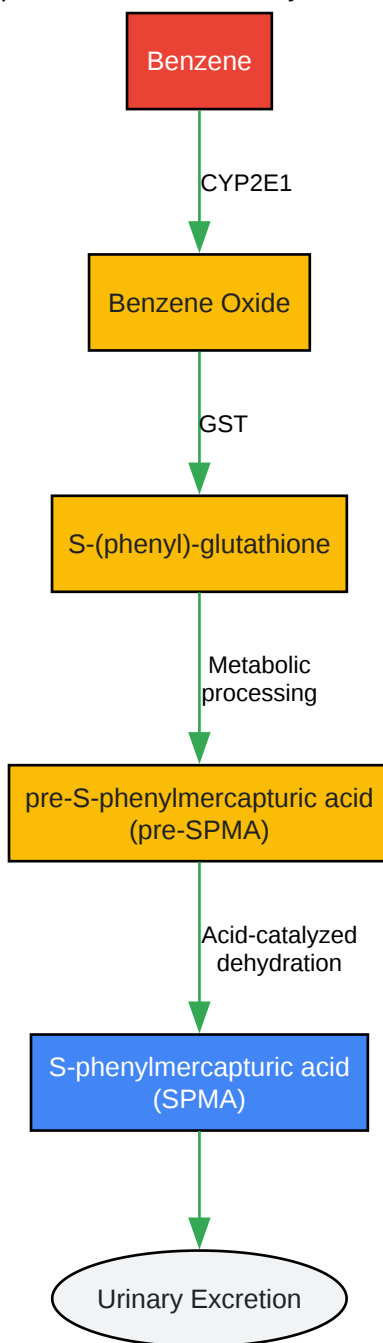 Benzene
CYP2E1
Benzene Oxide
GST
S-(phenyl)-glutathione
Metabolic
processing
pre-S-phenylmercapturic acid
(pre-SPMA)
Acid-catalyzed
dehydration
S-phenylmercapturic acid
(SPMA)
Urinary Excretion